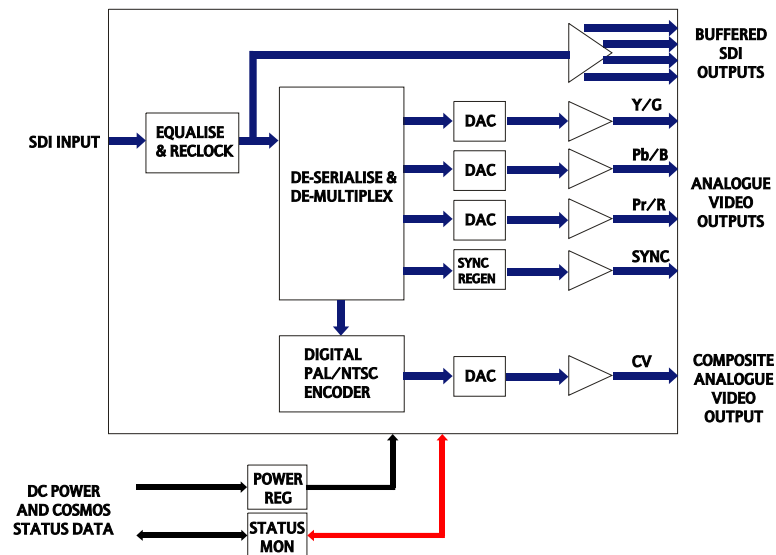 BUFFERED
SDI
OUTPUTS
SDI INPUT
EQUALISE
& RECLOCK
DE-SERIALISE &
DE-MULTIPLEX
DAC
Y/G
DAC
Pb/B
DAC
Pr/R
SYNC
REGEN
SYNC
ANALOGUE
VIDEO
OUTPUTS
DIGITAL
PAL/NTSC
ENCODER
DAC
CV
COMPOSITE
ANALOGUE
VIDEO
OUTPUT
DC POWER
AND COSMOS
STATUS DATA
POWER
REG
STATUS
MON